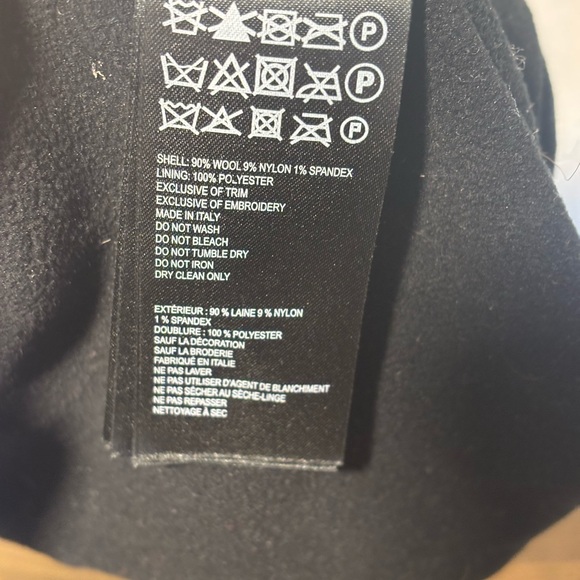 P
P
P
SHELL: 90% WOOL 9% NYLON 1% SPANDEX
LINING: 100% POLYESTER
EXCLUSIVE OF TRIM
EXCLUSIVE OF EMBROIDERY
MADE IN ITALY
DO NOT WASH
DO NOT BLEACH
DO NOT TUMBLE DRY
DO NOT IRON
DRY CLEAN ONLY
EXTÉRIEUR : 90 % LAINE 9 % NYLON
1 % SPANDEX
DOUBLURE : 100 % POLYESTER
SAUF LA DÉCORATION
SAUF LA BRODERIE
FABRIQUÉ EN ITALIE
NE PAS LAVER
NE PAS UTILISER D'AGENT DE BLANCHIMENT
NE PAS SÉCHER AU SÈCHE-LINGE
NE PAS REPASSER
NETTOYAGE À SEC